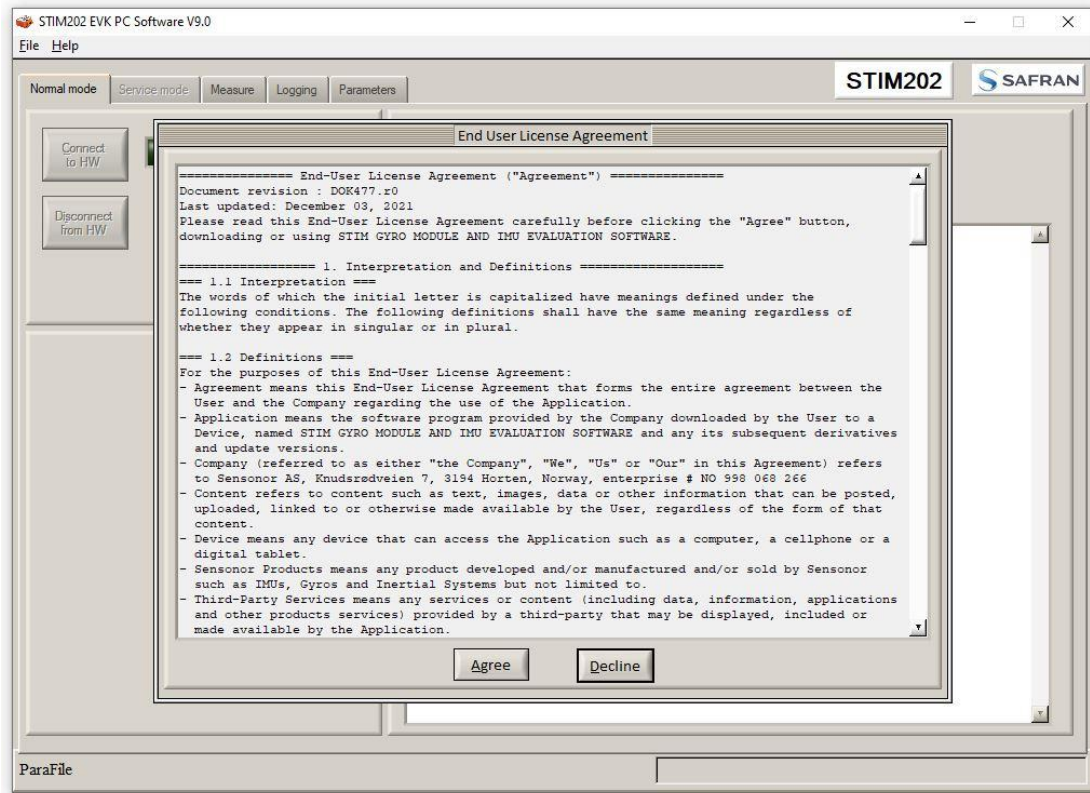 STIM202 EVK PC Software V9.0
File Help
Normal mode Service mode Measure Logging Parameters
STIM202
SAFRAN
Connect
to HW
Disconnect
from HW
End User License Agreement
=============== End-User License Agreement ("Agreement") ===============
Document revision : DOK477.r0
Last updated: December 03, 2021
Please read this End-User License Agreement carefully before clicking the "Agree" button,
downloading or using STIM GYRO MODULE AND IMU EVALUATION SOFTWARE.
================== 1. Interpretation and Definitions ===================
=== 1.1 Interpretation ===
The words of which the initial letter is capitalized have meanings defined under the
following conditions. The following definitions shall have the same meaning regardless of
whether they appear in singular or in plural.
=== 1.2 Definitions ===
For the purposes of this End-User License Agreement:
- Agreement means this End-User License Agreement that forms the entire agreement between the
User and the Company regarding the use of the Application.
- Application means the software program provided by the Company downloaded by the User to a
Device, named STIM GYRO MODULE AND IMU EVALUATION SOFTWARE and any its subsequent derivatives
and update versions.
- Company (referred to as either "the Company", "We", "Us" or "Our" in this Agreement) refers
to Sensonor AS, Knudsrødveien 7, 3194 Horten, Norway, enterprise # NO 998 068 266
- Content refers to content such as text, images, data or other information that can be posted,
uploaded, linked to or otherwise made available by the User, regardless of the form of that
content.
- Device means any device that can access the Application such as a computer, a cellphone or a
digital tablet.
- Sensonor Products means any product developed and/or manufactured and/or sold by Sensonor
such as IMUs, Gyros and Inertial Systems but not limited to.
- Third-Party Services means any services or content (including data, information, applications
and other products services) provided by a third-party that may be displayed, included or
made available by the Application.
Agree Decline
ParaFile